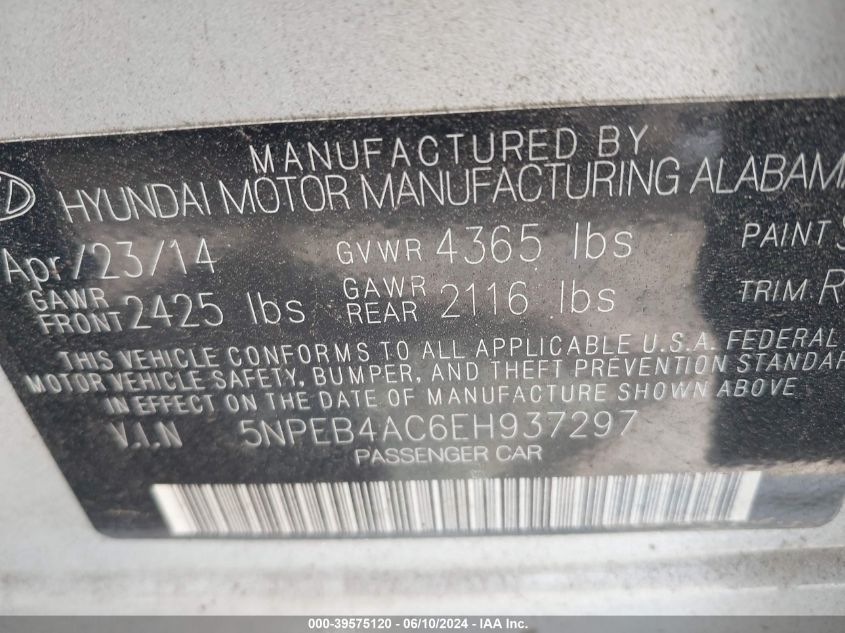 MANUFACTURED BY
HYUNDAI MOTOR MANUFACTURING ALABAMA
Apr/23/14 GVWR 4365 lbs PAINT
GAWR FRONT 2425 lbs GAWR REAR 2116 lbs TRIM
THIS VEHICLE CONFORMS TO ALL APPLICABLE U.S.A. FEDERAL
MOTOR VEHICLE SAFETY, BUMPER, AND THEFT PREVENTION STANDAR
IN EFFECT ON THE DATE OF MANUFACTURE SHOWN ABOVE
V.I.N 5NPEB4AC6EH937297
PASSENGER CAR
000-39575120 - 06/10/2024 - IAA Inc.